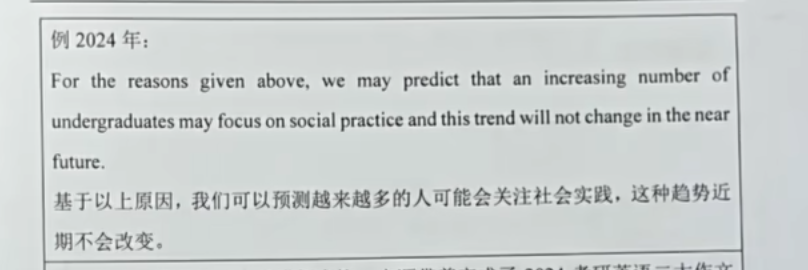 例 2024 年：
For the reasons given above, we may predict that an increasing number of
undergraduates may focus on social practice and this trend will not change in the near
future.
基于以上原因，我们可以预测越来越多的人可能会关注社会实践，这种趋势近
期不会改变。